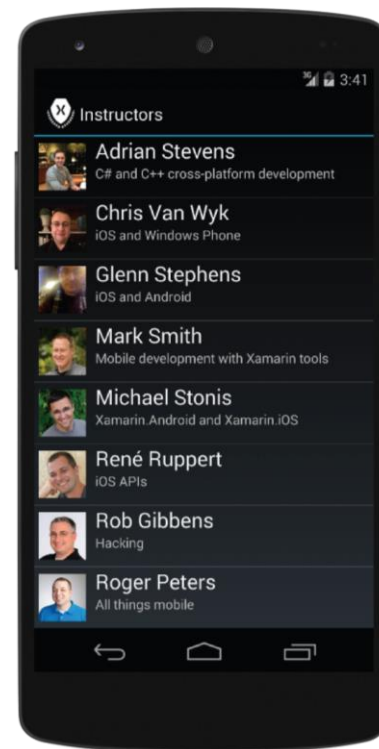 3G 3:41
X Instructors
Adrian Stevens
C# and C++ cross-platform development
Chris Van Wyk
iOS and Windows Phone
Glenn Stephens
iOS and Android
Mark Smith
Mobile development with Xamarin tools
Michael Stonis
Xamarin.Android and Xamarin.iOS
René Ruppert
iOS APIs
Rob Gibbens
Hacking
Roger Peters
All things mobile